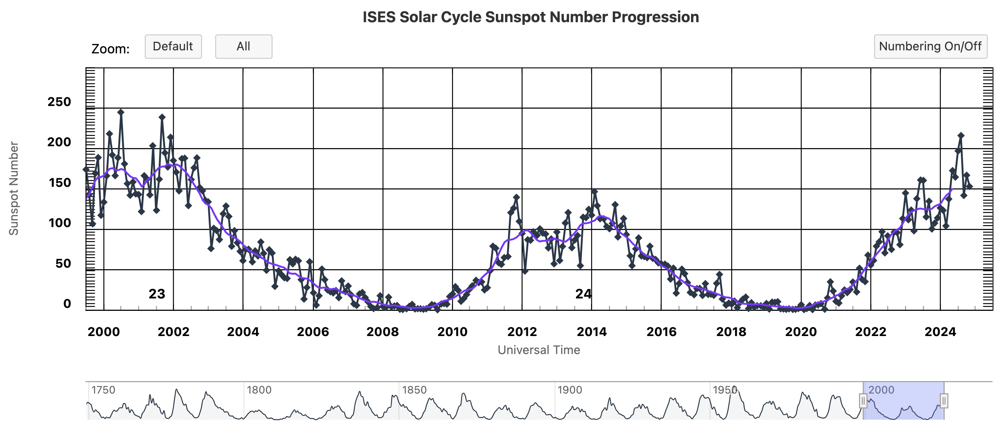 ISES Solar Cycle Sunspot Number Progression
Zoom: Default All Numbering On/Off
Sunspot Number
250
200
150
100
50
0
23 24
2000 2002 2004 2006 2008 2010 2012 2014 2016 2018 2020 2022 2024
Universal Time
1750 1800 1850 1900 1950 2000